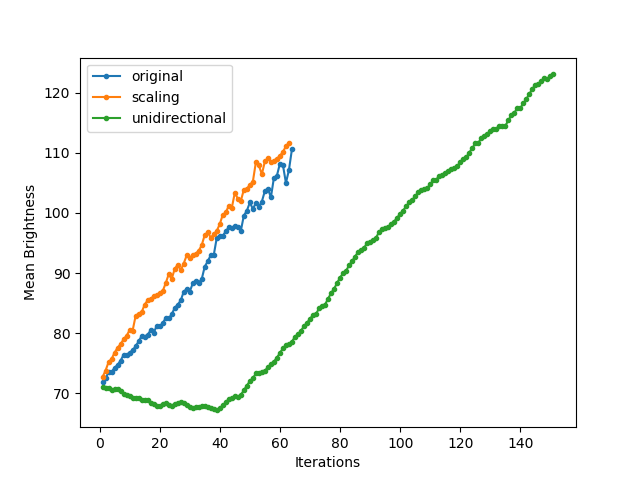 original
scaling
unidirectional
Mean Brightness
120
110
100
90
80
70
0 20 40 60 80 100 120 140
Iterations